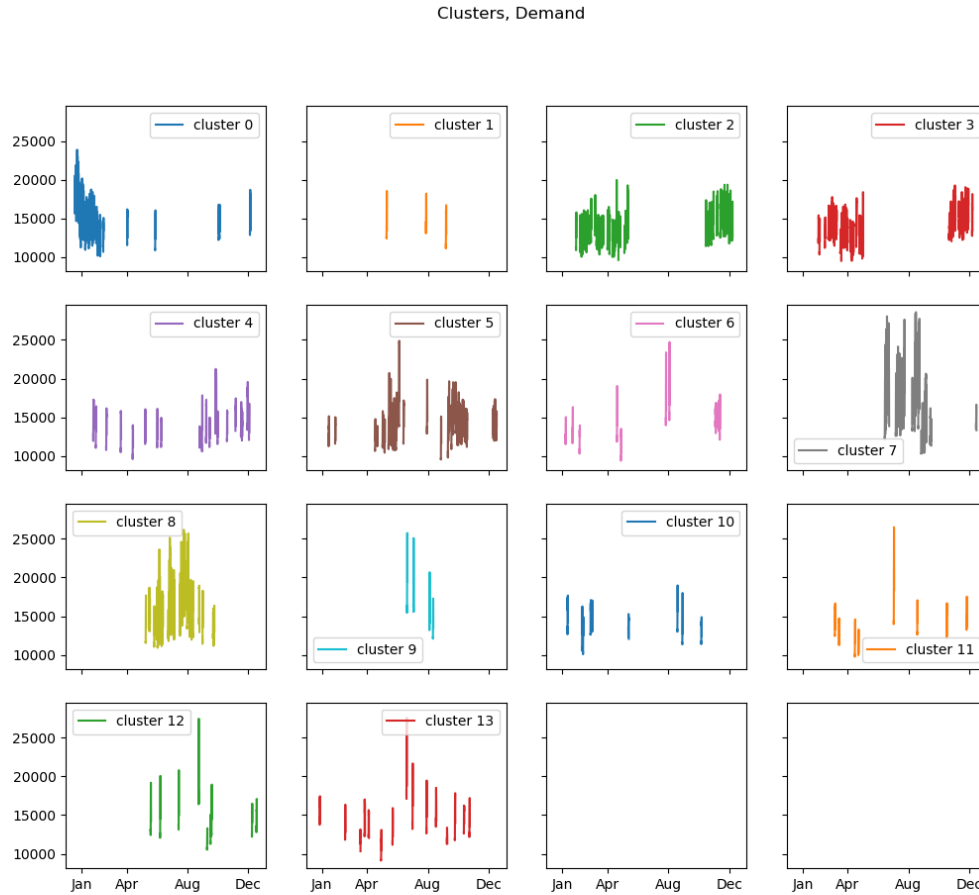 Clusters, Demand
25000
20000
15000
10000
cluster 0
cluster 1
cluster 2
cluster 3
25000
20000
15000
10000
cluster 4
cluster 5
cluster 6
cluster 7
25000
20000
15000
10000
cluster 8
cluster 9
cluster 10
cluster 11
25000
20000
15000
10000
cluster 12
cluster 13
Jan Apr Aug Dec
Jan Apr Aug Dec
Jan Apr Aug Dec
Jan Apr Aug Dec